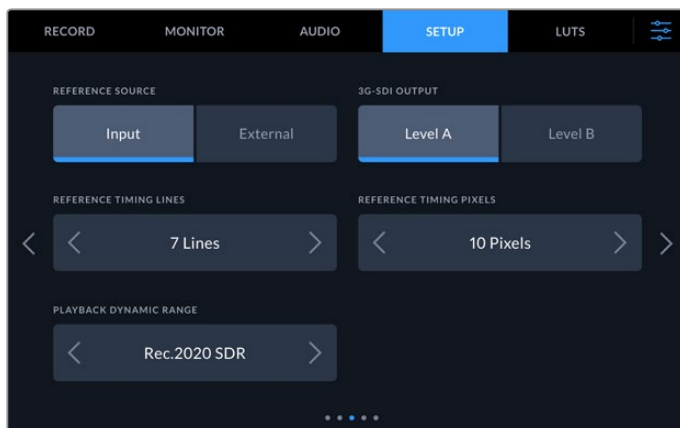 RECORD MONITOR AUDIO SETUP LUTS
REFERENCE SOURCE 3G-SDI OUTPUT
Input External Level A Level B
REFERENCE TIMING LINES REFERENCE TIMING PIXELS
7 Lines 10 Pixels
PLAYBACK DYNAMIC RANGE
Rec.2020 SDR